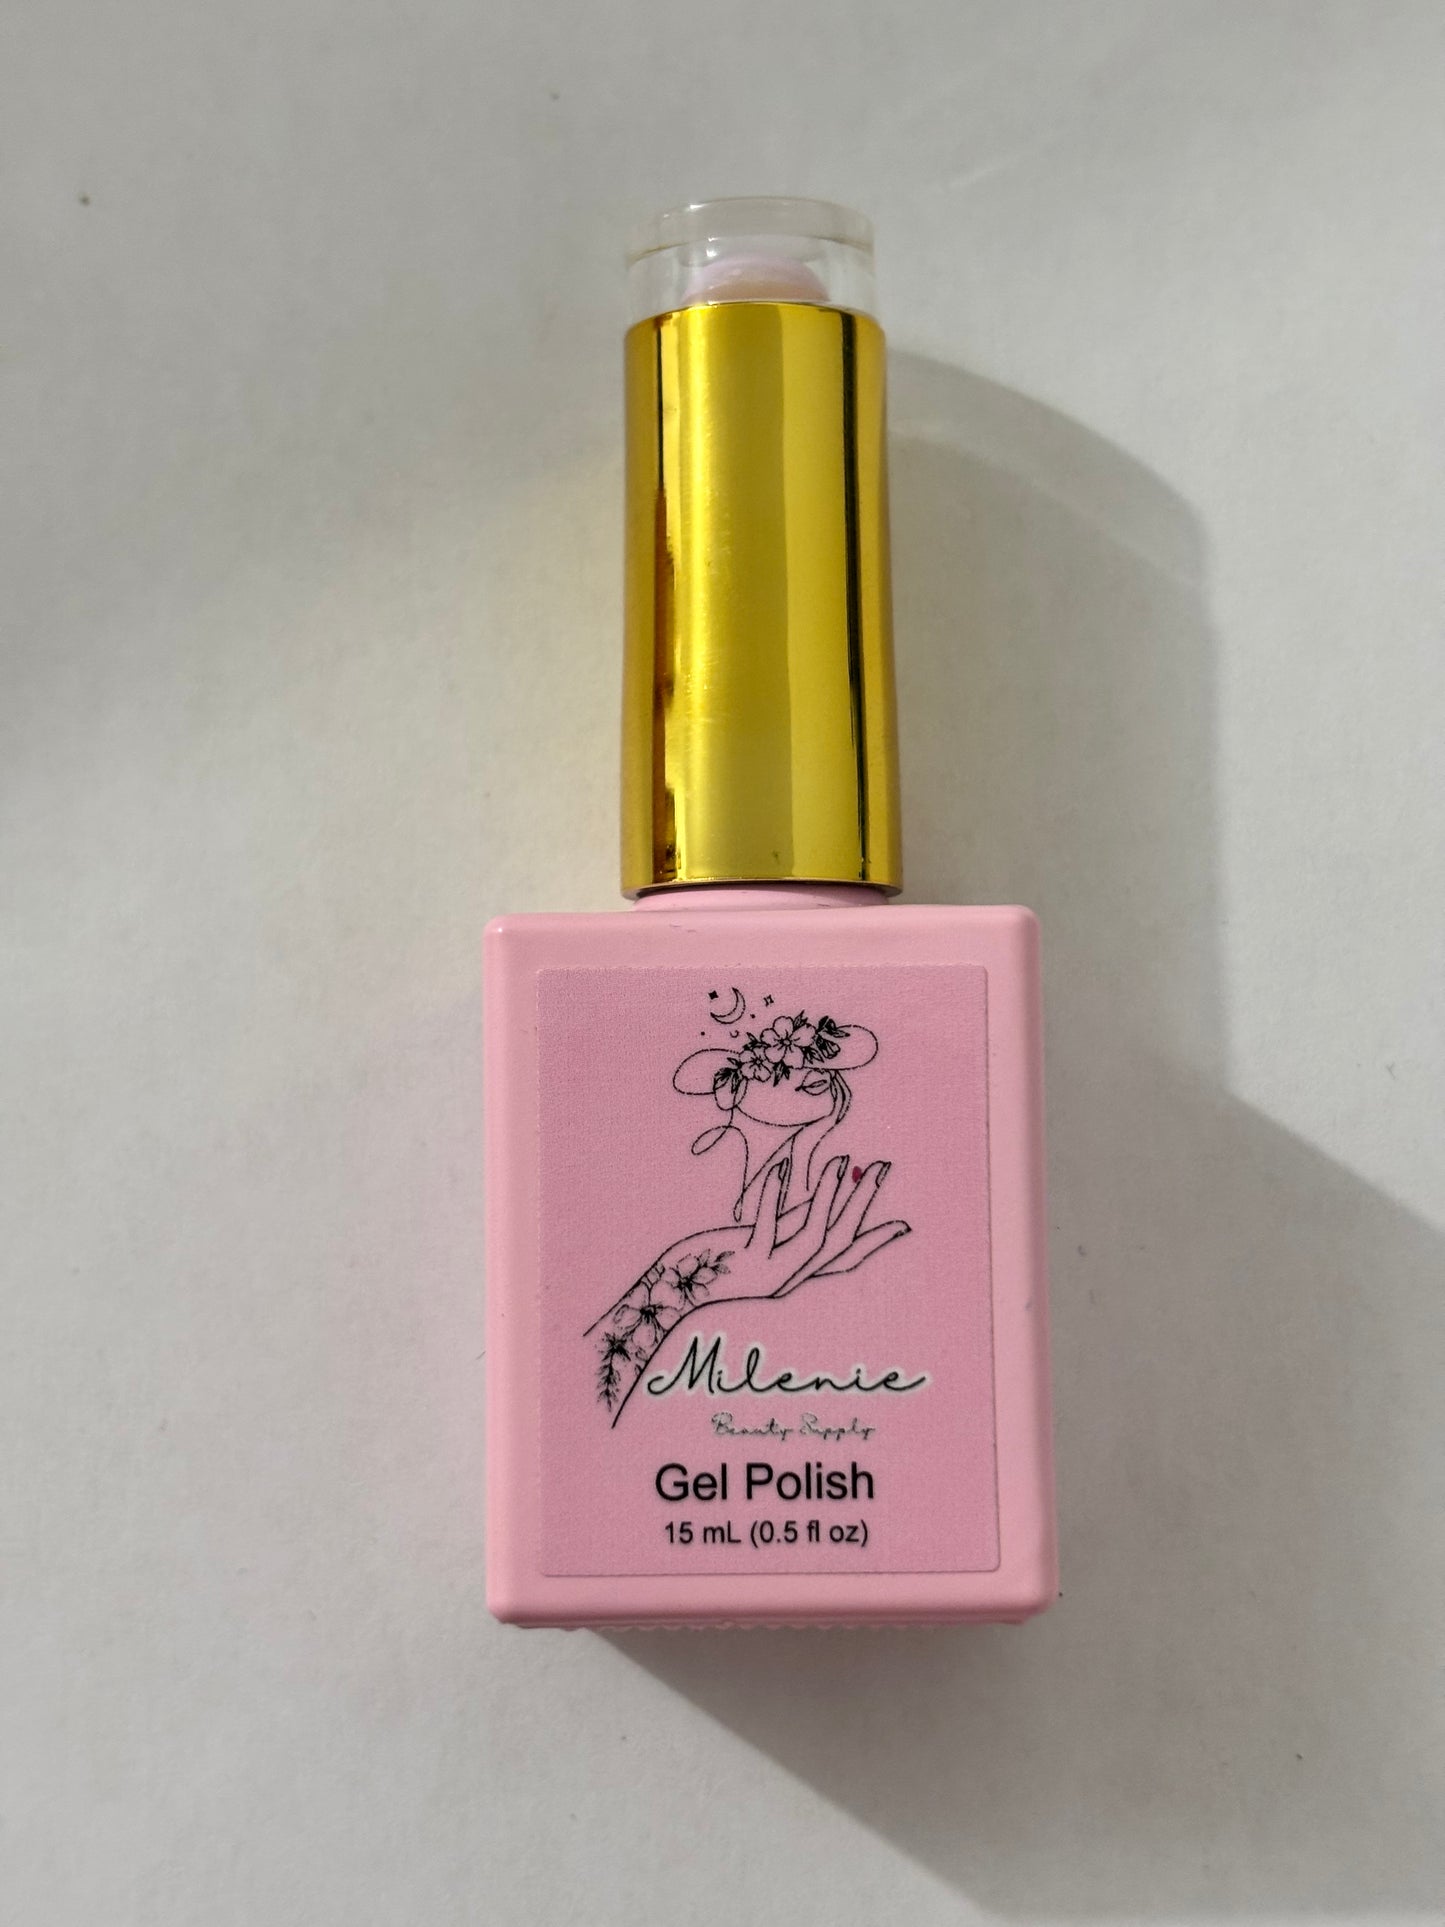 Milenie
Beauty Supply
Gel Polish
15 mL (0.5 fl oz)